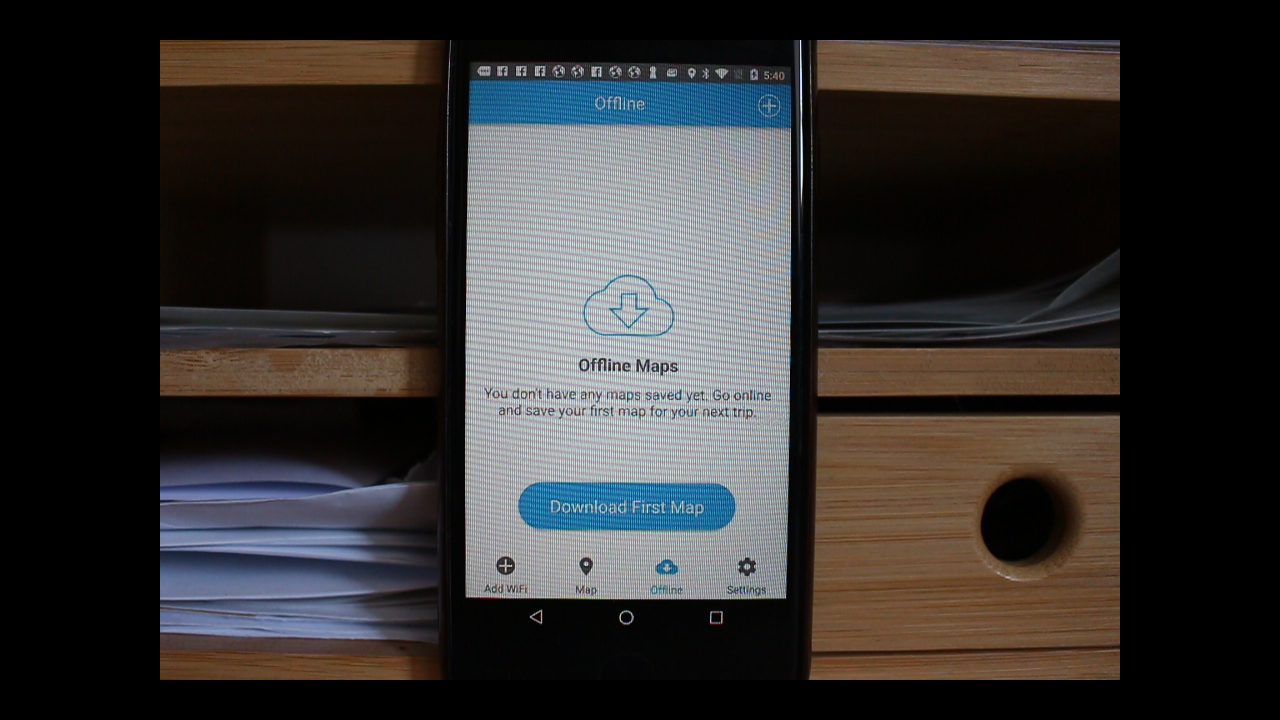 5:40
Offline
Offline Maps
You don't have any maps saved yet. Go online
and save your first map for your next trip.
Download First Map
Add WiFi Map Offline Settings